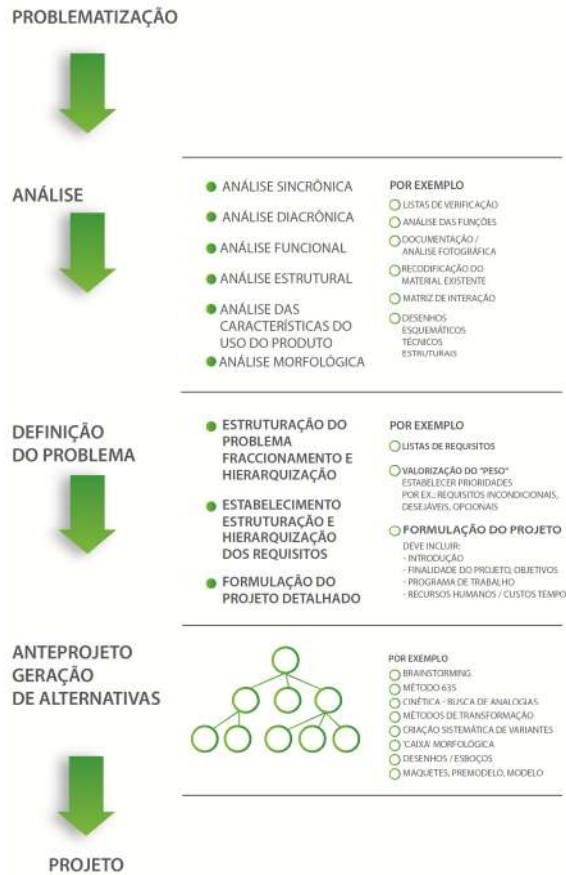 PROBLEMATIZAÇÃO
ANÁLISE
ANÁLISE SINCRÔNICA
ANÁLISE DIACRÔNICA
ANÁLISE FUNCIONAL
ANÁLISE ESTRUTURAL
ANÁLISE DAS
CARACTERÍSTICAS DO
USO DO PRODUTO
ANÁLISE MORFOLÓGICA
POR EXEMPLO
LISTAS DE VERIFICAÇÃO
ANÁLISE DAS FUNÇÕES
DOCUMENTAÇÃO /
ANÁLISE FOTOGRÁFICA
RECODIFICAÇÃO DO
MATERIAL EXISTENTE
MATRIZ DE INTERAÇÃO
DESENHOS
ESQUEMÁTICOS
TÉCNICOS
ESTRUTURAIS
DEFINIÇÃO
DO PROBLEMA
ESTRUTURAÇÃO DO
PROBLEMA
FRACCIONAMENTO E
HIERARQUIZAÇÃO
ESTABELECIMENTO
ESTRUTURAÇÃO E
HIERARQUIZAÇÃO
DOS REQUISITOS
FORMULAÇÃO DO
PROJETO DETALHADO
POR EXEMPLO
LISTAS DE REQUISITOS
VALORIZAÇÃO DO "PESO"
ESTABELECER PRIORIDADES
POR EX.: REQUISITOS INCONDICIONAIS,
DESEJÁVEIS, OPCIONAIS
FORMULAÇÃO DO PROJETO
DEVE INCLUIR:
- INTRODUÇÃO
- FINALIDADE DO PROJETO, OBJETIVOS
- PROGRAMA DE TRABALHO
- RECURSOS HUMANOS / CUSTOS TEMPO
ANTEPROJETO
GERAÇÃO
DE ALTERNATIVAS
POR EXEMPLO
BRAINSTORMING
MÉTODO 635
CINÉTICA - BUSCA DE ANALOGIAS
MÉTODOS DE TRANSFORMAÇÃO
CRIAÇÃO SISTEMÁTICA DE VARIANTES
'CAIXA' MORFOLÓGICA
DESENHOS / ESBOÇOS
MAQUETES, PREMODELO, MODELO
PROJETO